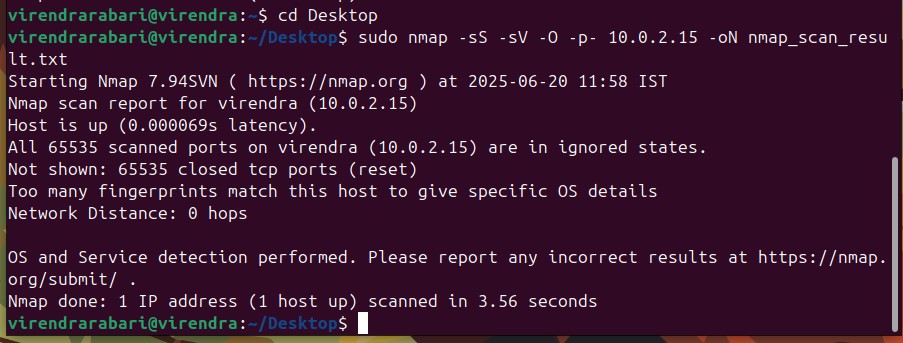 virendrarabari@virendra:~$ cd Desktop
virendrarabari@virendra:~/Desktop$ sudo nmap -sS -sV -O -p- 10.0.2.15 -oN nmap_scan_resu
lt.txt
Starting Nmap 7.94SVN ( https://nmap.org ) at 2025-06-20 11:58 IST
Nmap scan report for virendra (10.0.2.15)
Host is up (0.000069s latency).
All 65535 scanned ports on virendra (10.0.2.15) are in ignored states.
Not shown: 65535 closed tcp ports (reset)
Too many fingerprints match this host to give specific OS details
Network Distance: 0 hops

OS and Service detection performed. Please report any incorrect results at https://nmap.
org/submit/ .
Nmap done: 1 IP address (1 host up) scanned in 3.56 seconds
virendrarabari@virendra:~/Desktop$